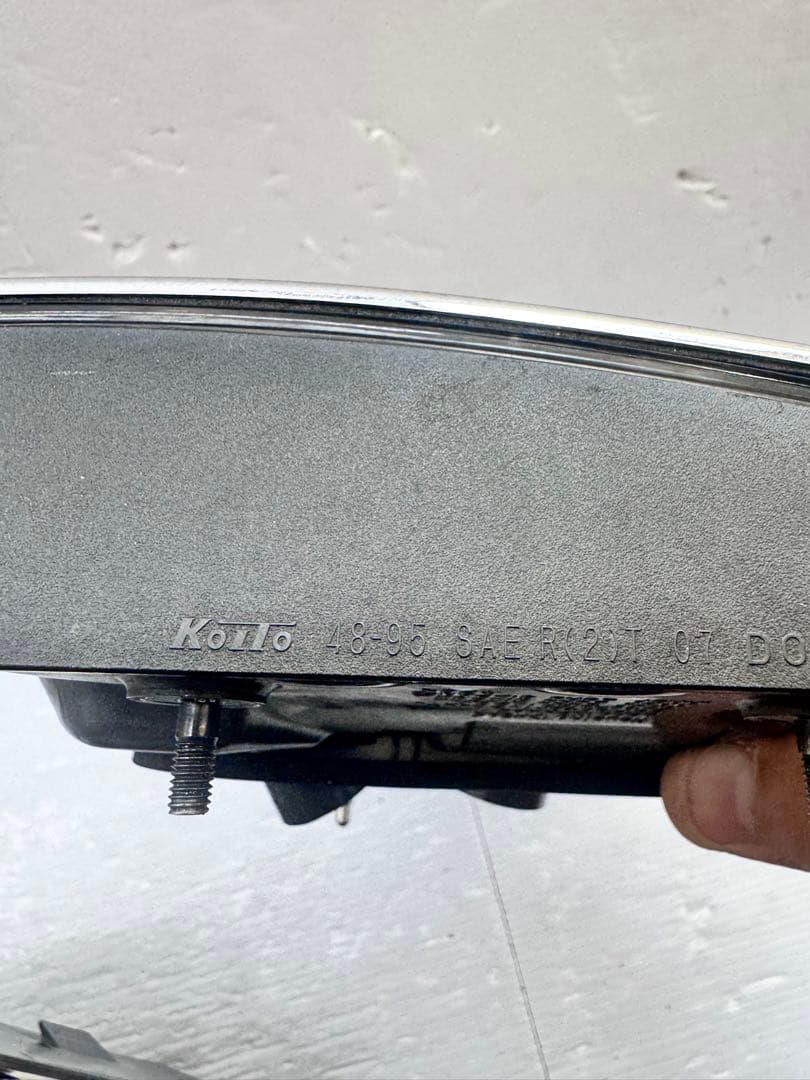 KOITO 48-95 SAE R(2)T 07 DO